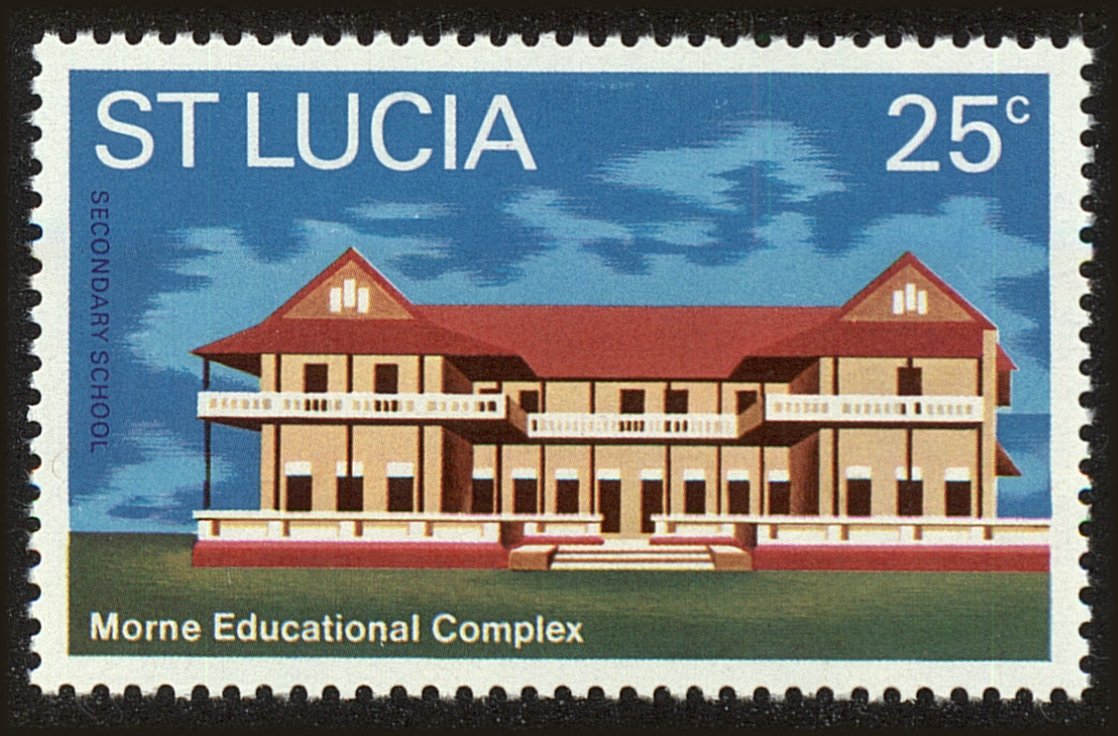 ST LUCIA
25c
SECONDARY SCHOOL
Morne Educational Complex